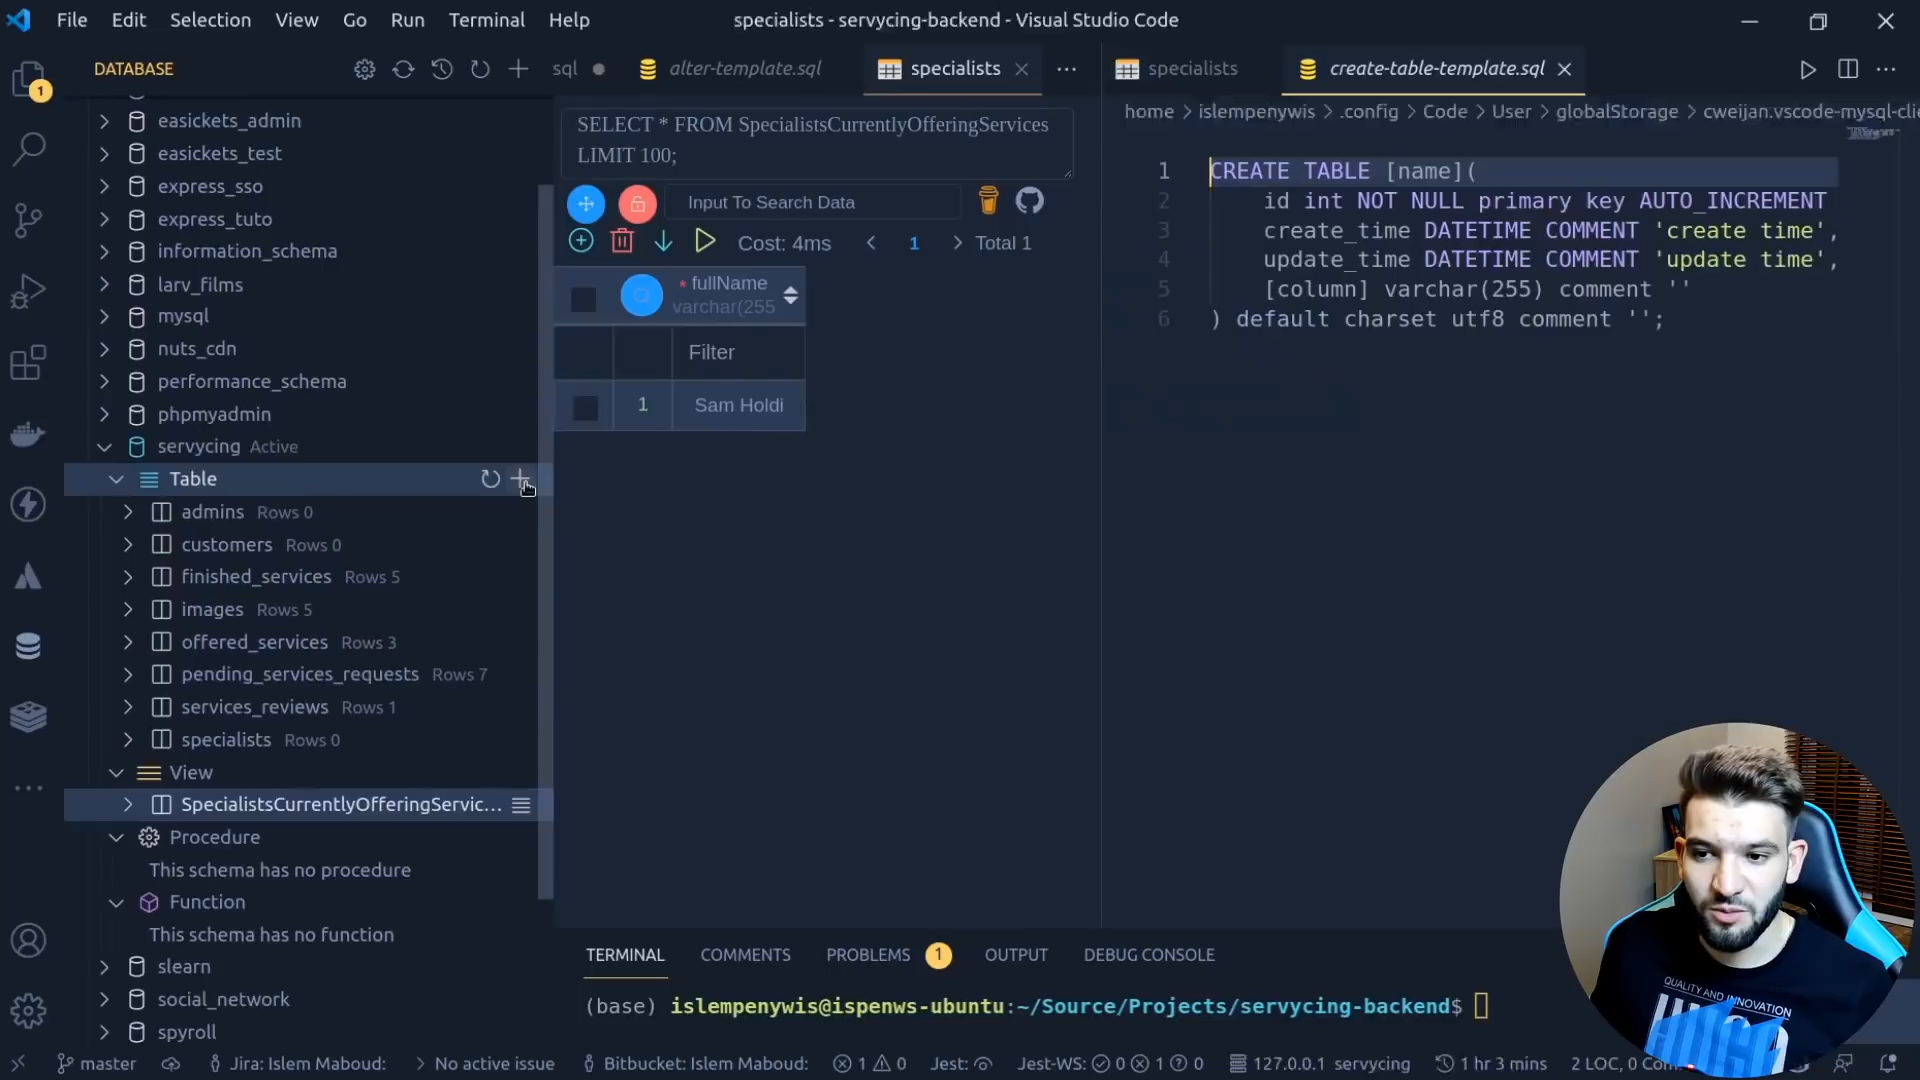 File Edit Selection View Go Run Terminal Help
specialists - servycing-backend - Visual Studio Code
1
DATABASE
easickets_admin
easickets_test
express_sso
express_tuto
information_schema
larv_films
mysql
nuts_cdn
performance_schema
phpmyadmin
servycing Active
Table
admins Rows 0
customers Rows 0
finished_services Rows 5
images Rows 5
offered_services Rows 3
pending_services_requests Rows 7
services_reviews Rows 1
specialists Rows 0
View
SpecialistsCurrentlyOfferingServic...
Procedure
This schema has no procedure
Function
This schema has no function
slearn
social_network
spyroll
sql alter-template.sql specialists
SELECT * FROM SpecialistsCurrentlyOfferingServices
LIMIT 100;
Input To Search Data
Cost: 4ms < 1 > Total 1
* fullName
varchar(255
Filter
1 Sam Holdi
specialists create-table-template.sql
home > islempenywis > .config > Code > User > globalStorage > cweijan.vscode-mysql-clie
1 CREATE TABLE [name](
2 id int NOT NULL primary key AUTO_INCREMENT
3 create_time DATETIME COMMENT 'create time',
4 update_time DATETIME COMMENT 'update time',
5 [column] varchar(255) comment ''
6 ) default charset utf8 comment '';
TERMINAL COMMENTS PROBLEMS 1 OUTPUT DEBUG CONSOLE
(base) islempenywis@ispenws-ubuntu:~/Source/Projects/servycing-backend$
QUALITY AND INNOVATION
master Jira: Islem Maboud: No active issue Bitbucket: Islem Maboud: 1 0 Jest: Jest-WS: 0 1 0 127.0.0.1 servycing 1 hr 3 mins 2 LOC, 0 Com